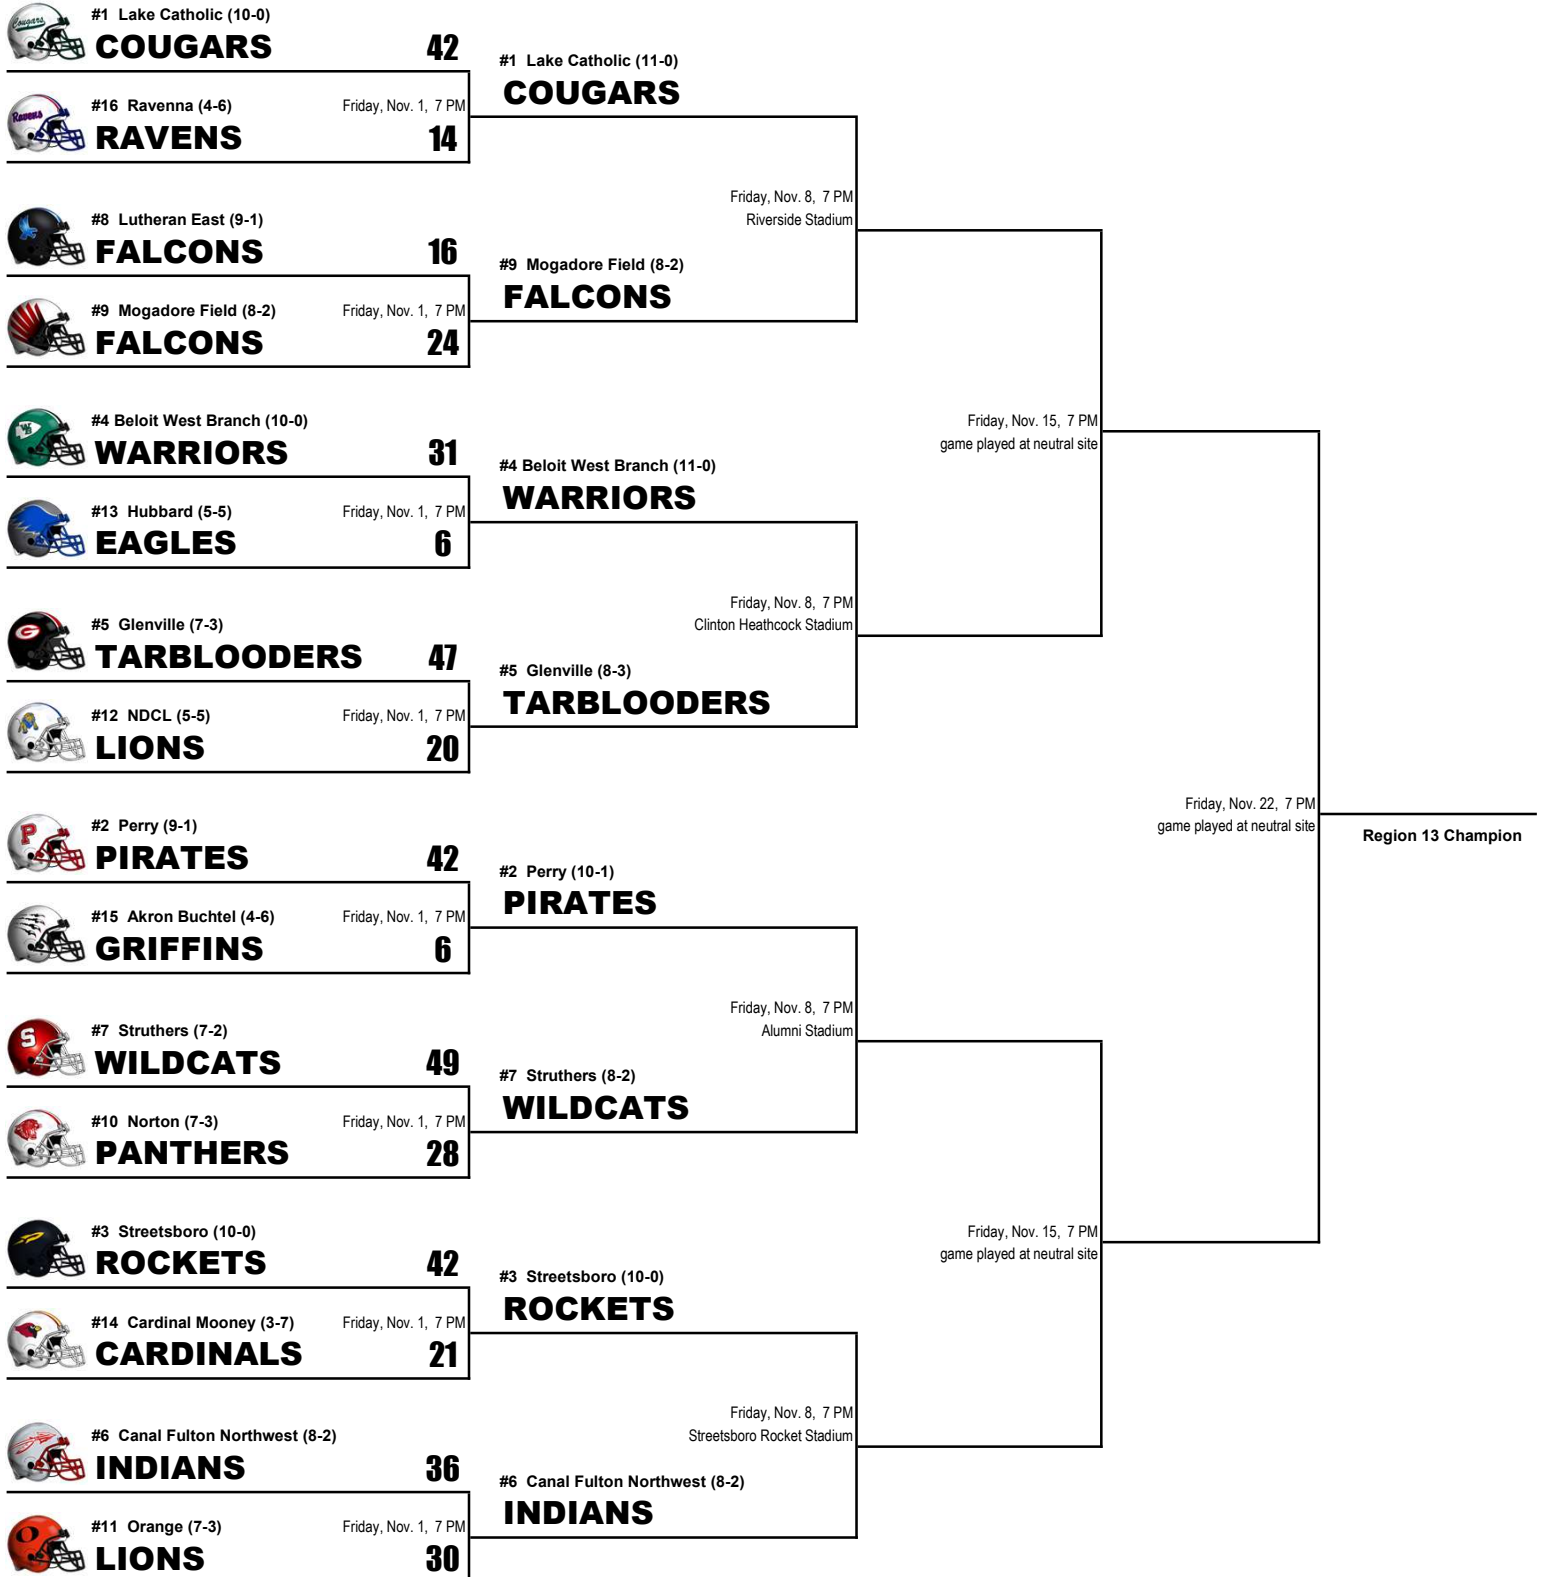 #1 Lake Catholic (10-0)
COUGARS 42
#16 Ravenna (4-6) Friday, Nov. 1, 7 PM
RAVENS 14
#8 Lutheran East (9-1)
FALCONS 16
#9 Mogadore Field (8-2) Friday, Nov. 1, 7 PM
FALCONS 24
#4 Beloit West Branch (10-0)
WARRIORS 31
#13 Hubbard (5-5) Friday, Nov. 1, 7 PM
EAGLES 6
#5 Glenville (7-3)
TARBLOODERS 47
#12 NDCL (5-5) Friday, Nov. 1, 7 PM
LIONS 20
#2 Perry (9-1)
PIRATES 42
#15 Akron Buchtel (4-6) Friday, Nov. 1, 7 PM
GRIFFINS 6
#7 Struthers (7-2)
WILDCATS 49
#10 Norton (7-3) Friday, Nov. 1, 7 PM
PANTHERS 28
#3 Streetsboro (10-0)
ROCKETS 42
#14 Cardinal Mooney (3-7) Friday, Nov. 1, 7 PM
CARDINALS 21
#6 Canal Fulton Northwest (8-2)
INDIANS 36
#11 Orange (7-3) Friday, Nov. 1, 7 PM
LIONS 30
#1 Lake Catholic (11-0)
COUGARS
Friday, Nov. 8, 7 PM
Riverside Stadium
#9 Mogadore Field (8-2)
FALCONS
#4 Beloit West Branch (11-0)
WARRIORS
Friday, Nov. 8, 7 PM
Clinton Heathcock Stadium
#5 Glenville (8-3)
TARBLOODERS
#2 Perry (10-1)
PIRATES
Friday, Nov. 8, 7 PM
Alumni Stadium
#7 Struthers (8-2)
WILDCATS
#3 Streetsboro (10-0)
ROCKETS
Friday, Nov. 8, 7 PM
Streetsboro Rocket Stadium
#6 Canal Fulton Northwest (8-2)
INDIANS
Friday, Nov. 15, 7 PM
game played at neutral site
Friday, Nov. 15, 7 PM
game played at neutral site
Friday, Nov. 22, 7 PM
game played at neutral site
Region 13 Champion